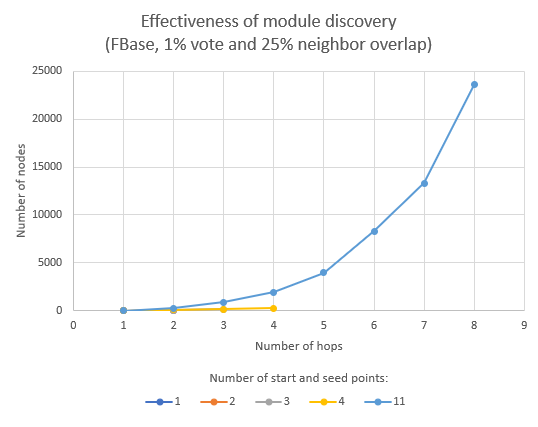 Effectiveness of module discovery
(FBase, 1% vote and 25% neighbor overlap)
25000
20000
15000
10000
5000
0
0 1 2 3 4 5 6 7 8 9
Number of nodes
Number of hops
Number of start and seed points:
1 2 3 4 11